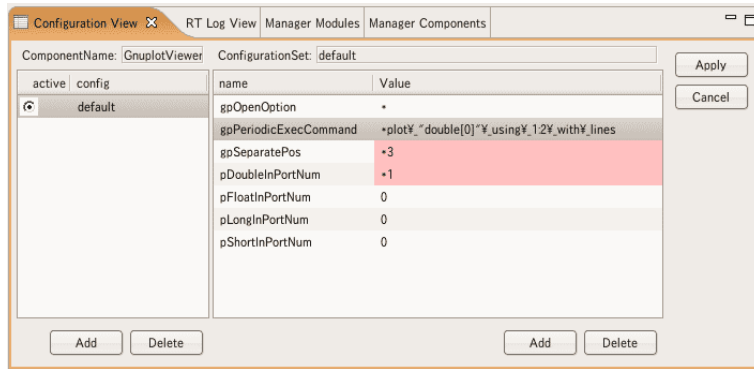 Configuration View RT Log View Manager Modules Manager Components
ComponentName: GnuplotViewer ConfigurationSet: default
Apply
Cancel
active config
default
name Value
gpOpenOption *
gpPeriodicExecCommand *plot¥_"double[0]"¥_using¥_1:2¥_with¥_lines
gpSeparatePos *3
pDoubleInPortNum *1
pFloatInPortNum 0
pLongInPortNum 0
pShortInPortNum 0
Add Delete
Add Delete